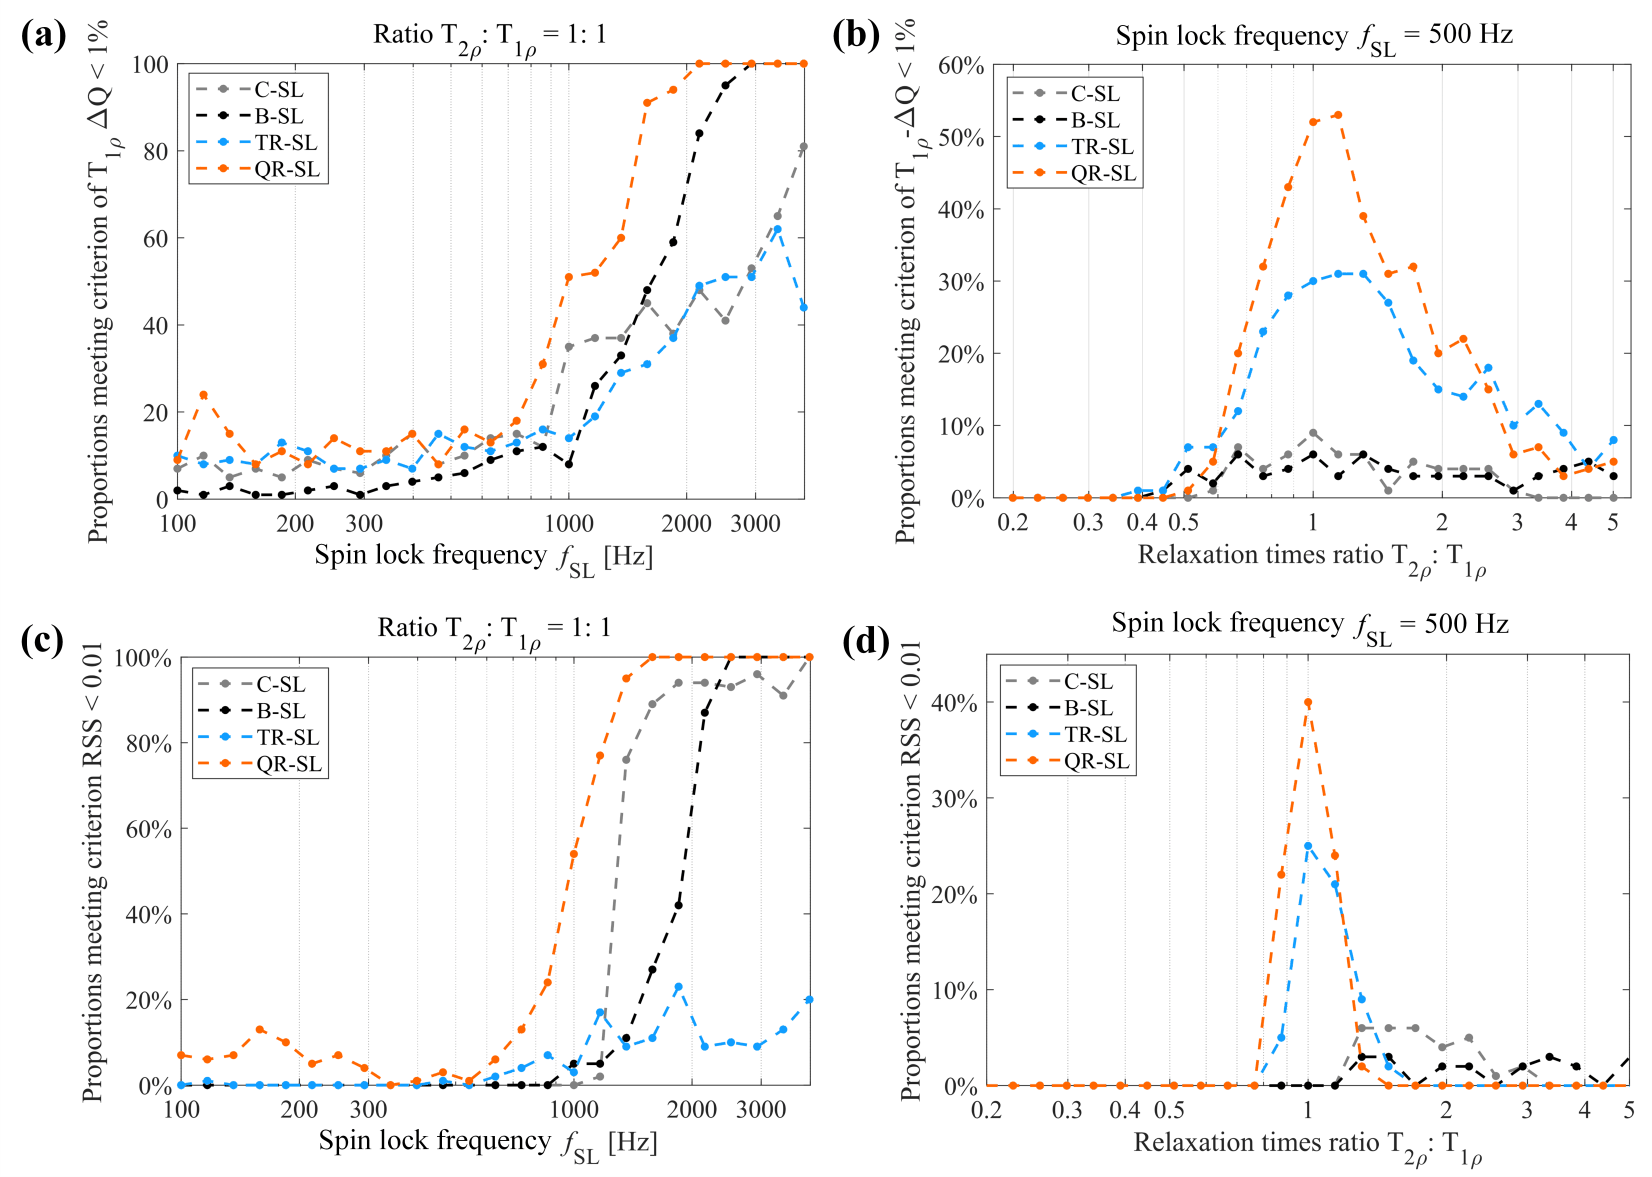 (a)
Ratio T2ρ: T1ρ = 1: 1
Proportions meeting criterion of T1ρ ΔQ < 1%
100
80
60
40
20
0
C-SL
B-SL
TR-SL
QR-SL
100 200 300 1000 2000 3000
Spin lock frequency fSL [Hz]
(b)
Spin lock frequency fSL = 500 Hz
Proportions meeting criterion of T1ρ-ΔQ < 1%
60%
50%
40%
30%
20%
10%
0%
C-SL
B-SL
TR-SL
QR-SL
0.2 0.3 0.4 0.5 1 2 3 4 5
Relaxation times ratio T2ρ: T1ρ
(c)
Ratio T2ρ: T1ρ = 1: 1
Proportions meeting criterion RSS < 0.01
100%
80%
60%
40%
20%
0%
C-SL
B-SL
TR-SL
QR-SL
100 200 300 1000 2000 3000
Spin lock frequency fSL [Hz]
(d)
Spin lock frequency fSL = 500 Hz
Proportions meeting criterion RSS < 0.01
40%
30%
20%
10%
0%
C-SL
B-SL
TR-SL
QR-SL
0.2 0.3 0.4 0.5 1 2 3 4 5
Relaxation times ratio T2ρ: T1ρ